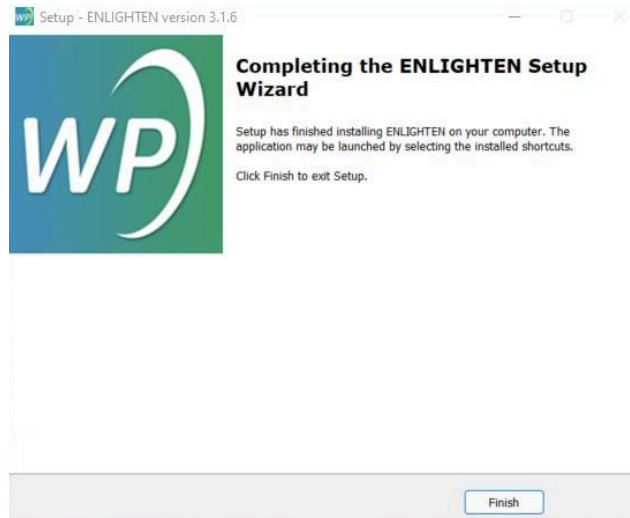 WP Setup - ENLIGHTEN version 3.1.6
WP
Completing the ENLIGHTEN Setup
Wizard
Setup has finished installing ENLIGHTEN on your computer. The
application may be launched by selecting the installed shortcuts.
Click Finish to exit Setup.
Finish